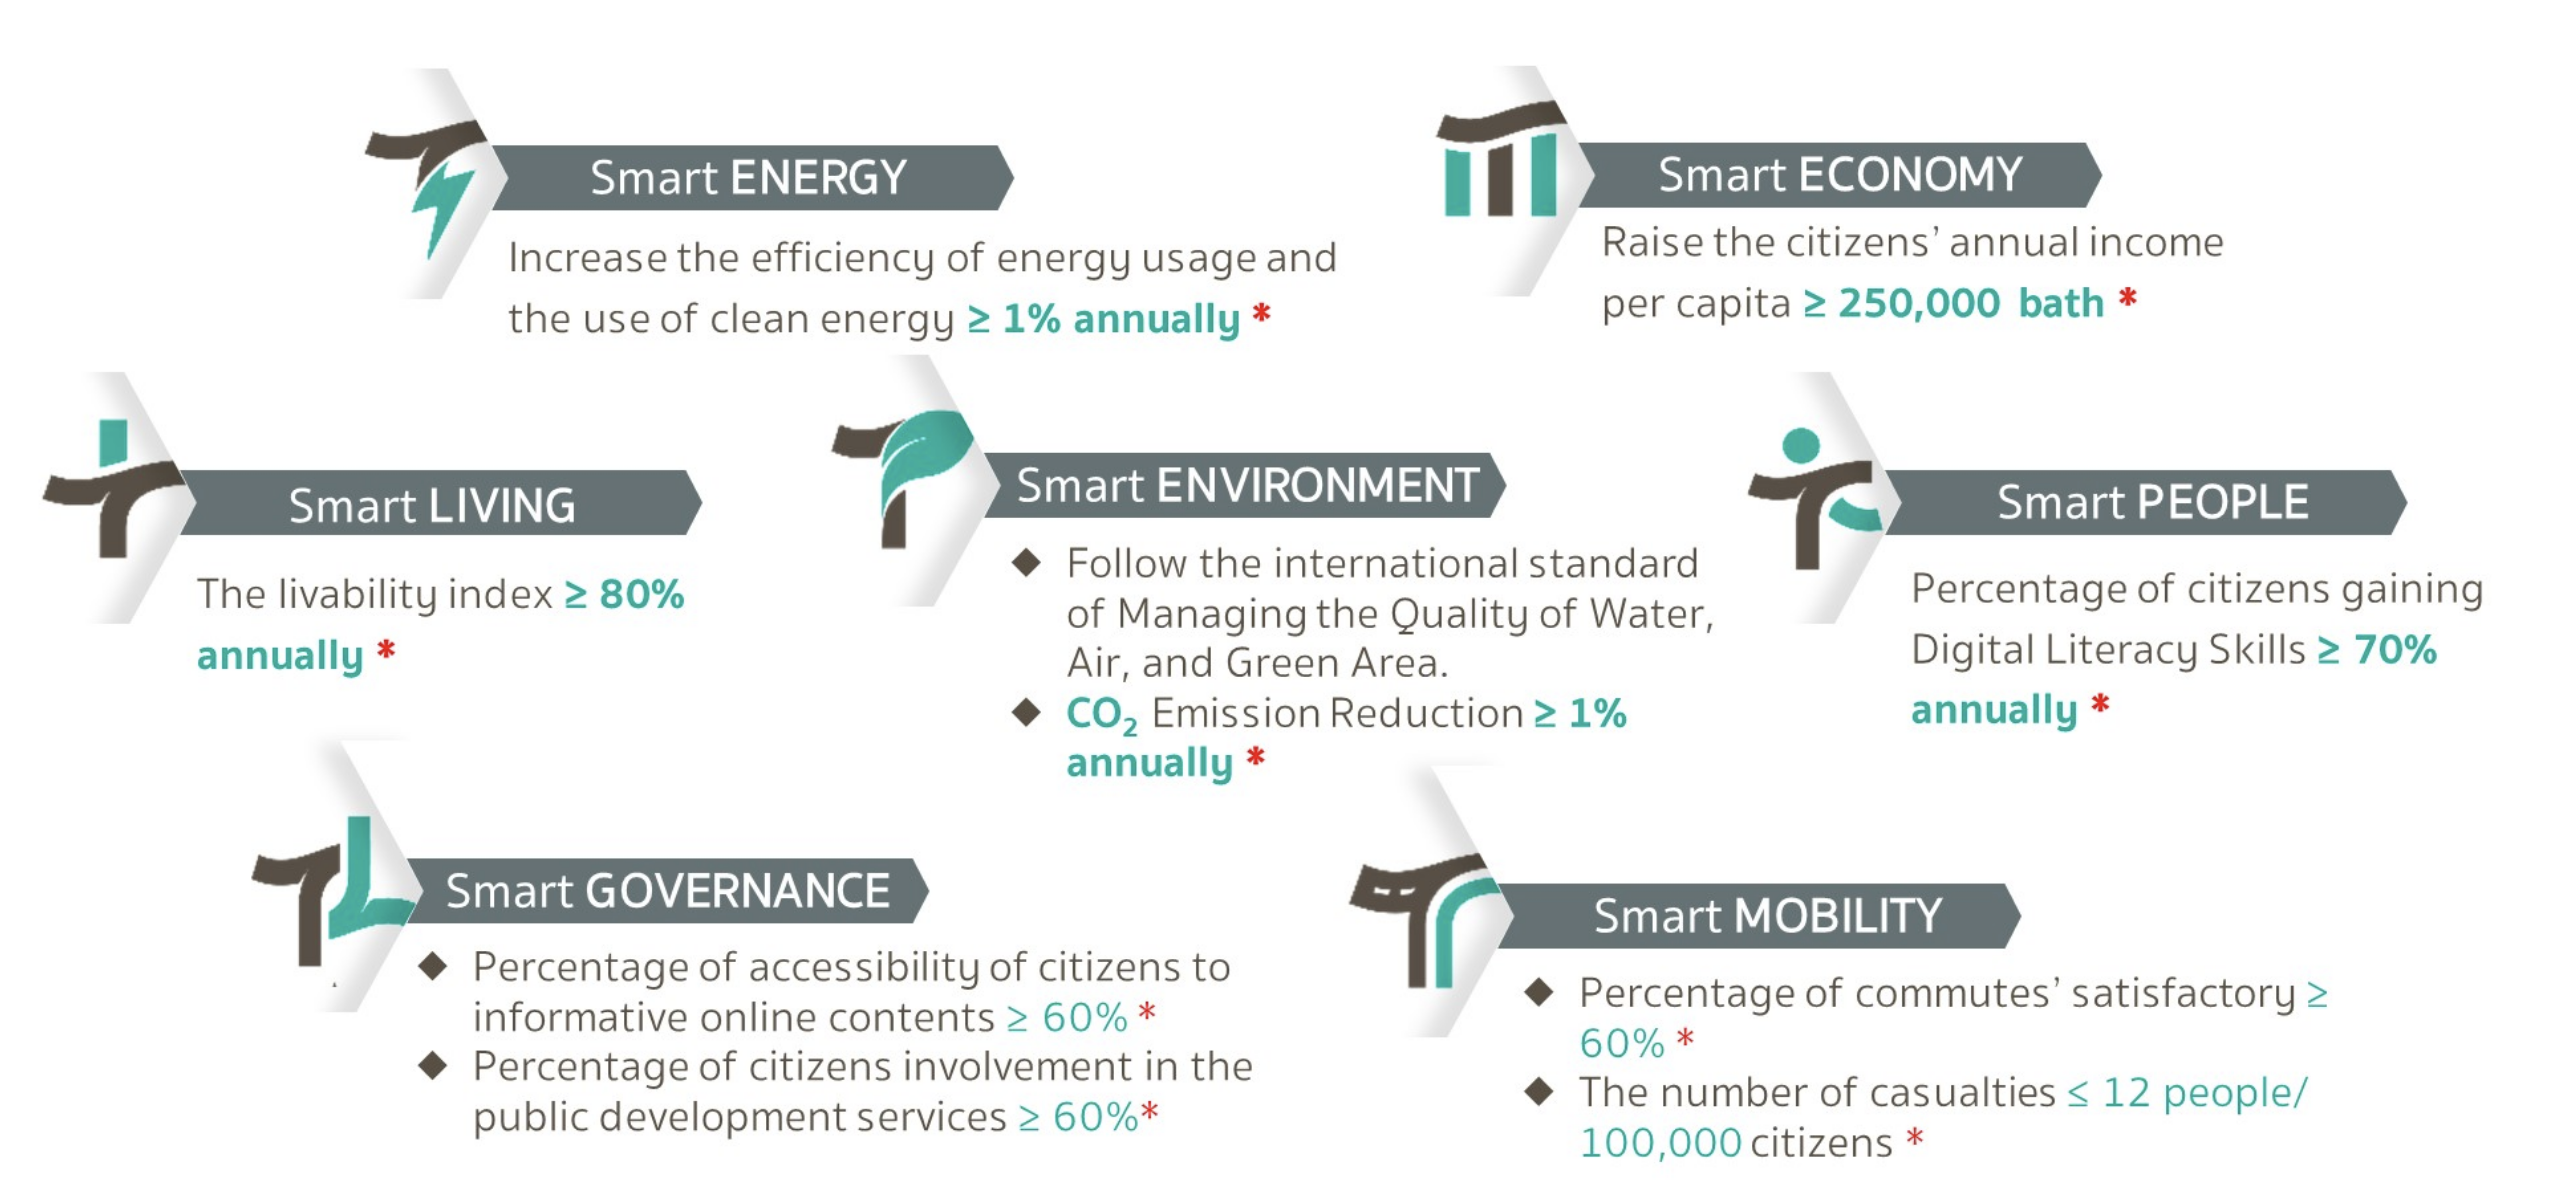 Smart ENERGY
Increase the efficiency of energy usage and
the use of clean energy ≥ 1% annually *
Smart ECONOMY
Raise the citizens’ annual income
per capita ≥ 250,000 bath *
Smart LIVING
The livability index ≥ 80%
annually *
Smart ENVIRONMENT
◆ Follow the international standard
of Managing the Quality of Water,
Air, and Green Area.
◆ CO₂ Emission Reduction ≥ 1%
annually *
Smart PEOPLE
Percentage of citizens gaining
Digital Literacy Skills ≥ 70%
annually *
Smart GOVERNANCE
◆ Percentage of accessibility of citizens to
informative online contents ≥ 60% *
◆ Percentage of citizens involvement in the
public development services ≥ 60%*
Smart MOBILITY
◆ Percentage of commutes’ satisfactory ≥
60% *
◆ The number of casualties ≤ 12 people/
100,000 citizens *